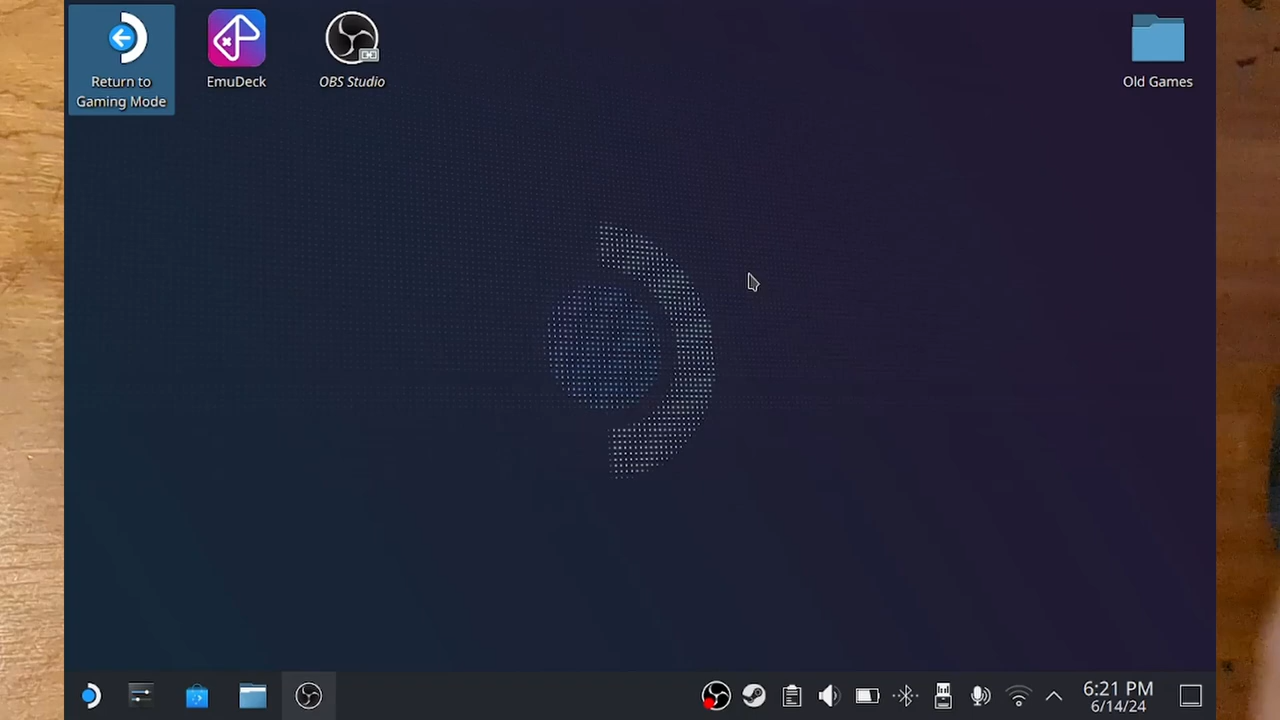 Return to
Gaming Mode
EmuDeck
OBS Studio
Old Games
6:21 PM
6/14/24